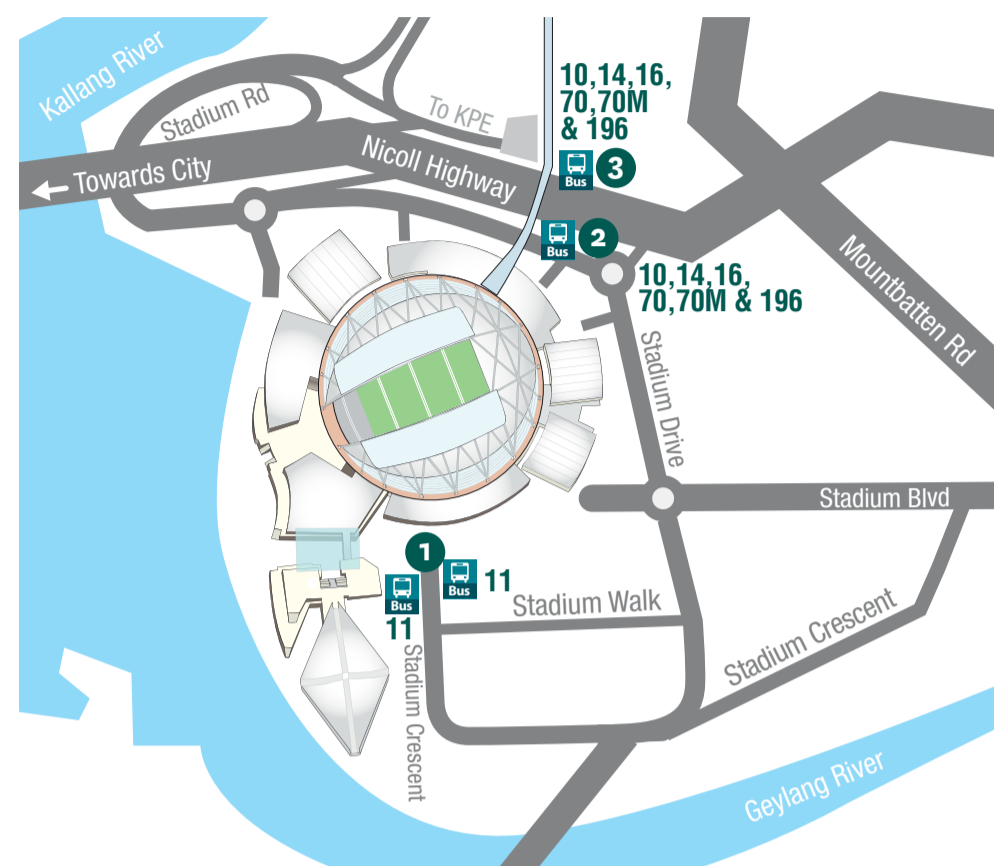 Kallang River
Stadium Rd
To KPE
10,14,16,
70,70M
& 196
Bus
3
Towards City
Nicoll Highway
Bus
2
10,14,16,
70,70M & 196
Mountbatten Rd
Stadium Drive
Stadium Blvd
1
Bus
11
Bus
11
Stadium Walk
Stadium Crescent
Stadium Crescent
Geylang River